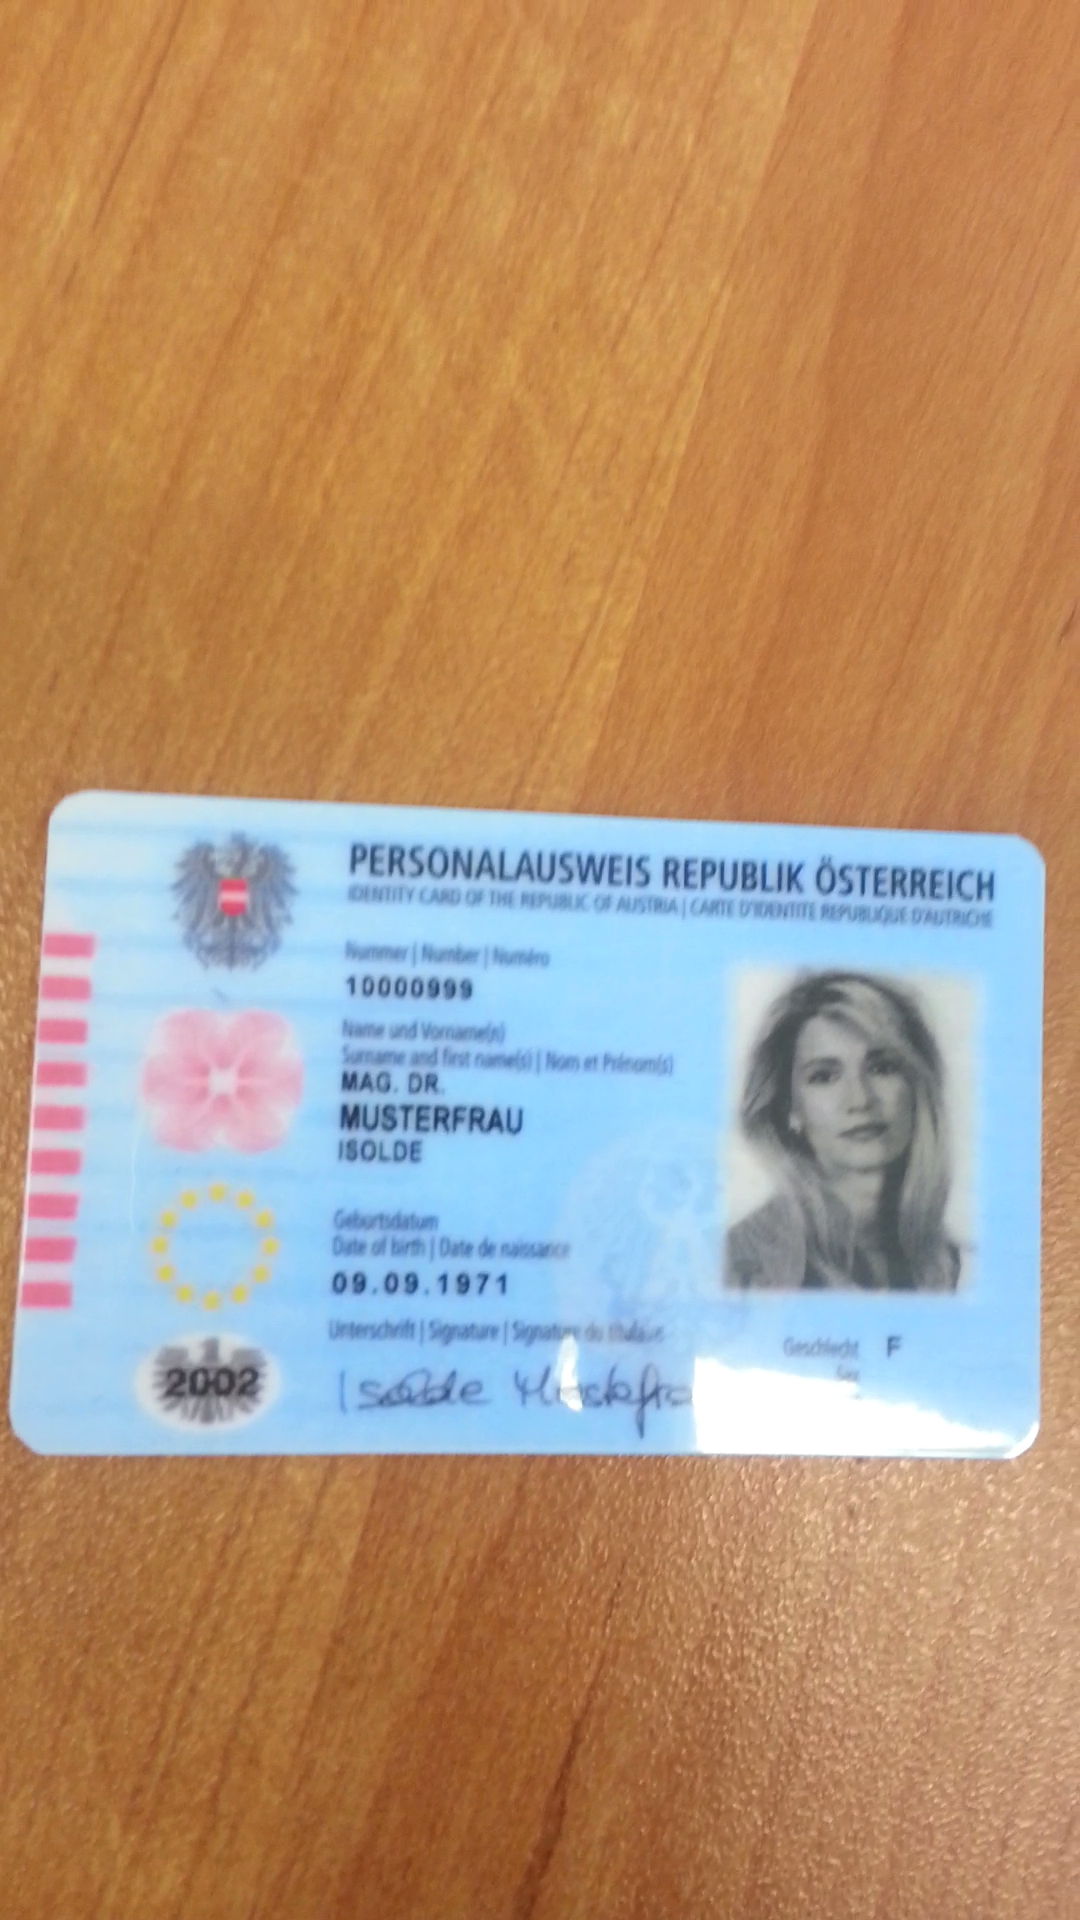 PERSONALAUSWEIS REPUBLIK ÖSTERREICH
IDENTITY CARD OF THE REPUBLIC OF AUSTRIA | CARTE D'IDENTITE REPUBLIQUE D'AUTRICHE
Nummer | Number | Numéro
10000999
Name und Vorname(s)
Surname and first name(s) | Nom et Prénom(s)
MAG. DR.
MUSTERFRAU
ISOLDE
Geburtsdatum
Date of birth | Date de naissance
09.09.1971
Unterschrift | Signature | Signature du titulaire
Geschlecht F
Sex
2002
Isolde